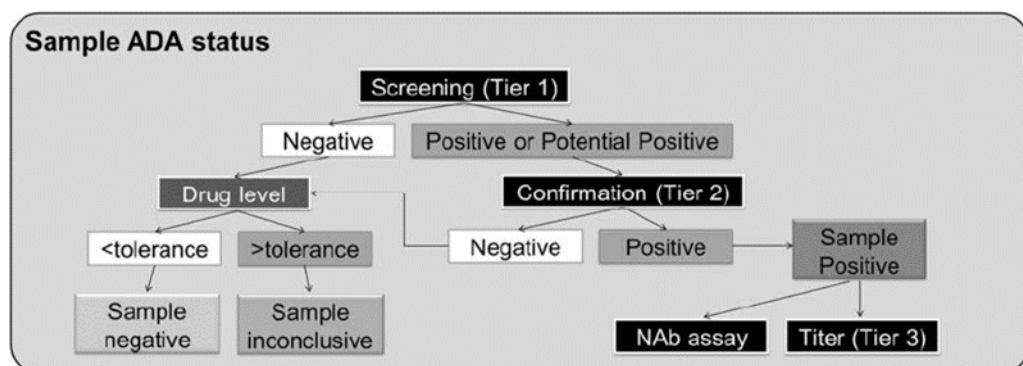 Sample ADA status
Screening (Tier 1)
Negative
Positive or Potential Positive
Drug level
Confirmation (Tier 2)
<tolerance
>tolerance
Negative
Positive
Sample
Positive
Sample
negative
Sample
inconclusive
NAb assay
Titer (Tier 3)